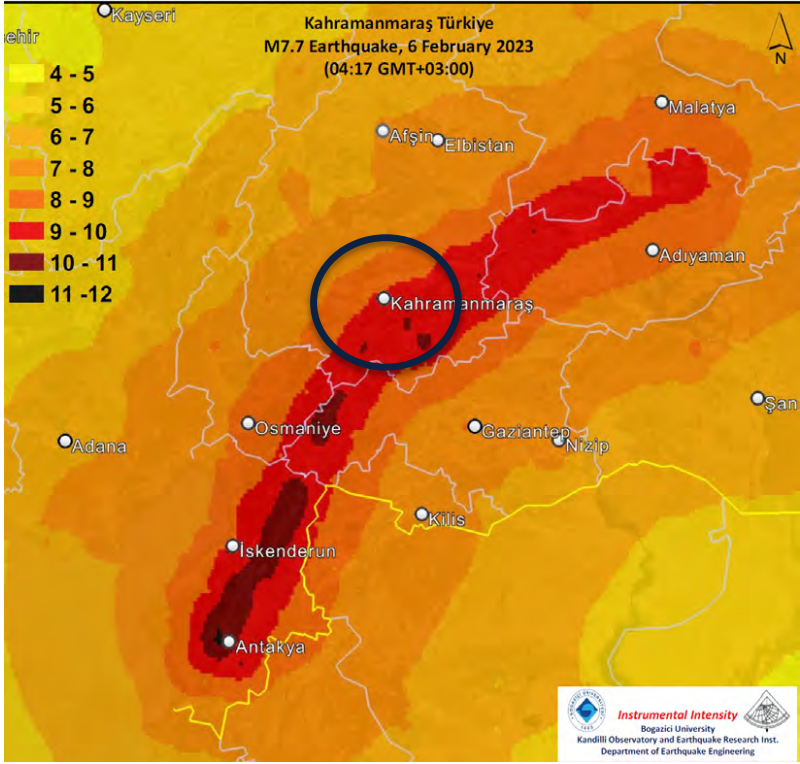 Kahramanmaraş Türkiye
M7.7 Earthquake, 6 February 2023
(04:17 GMT+03:00)
N
Kayseri
ehir
4 - 5
5 - 6
6 - 7
7 - 8
8 - 9
9 - 10
10 - 11
11 -12
Malatya
Afşin
Elbistan
Adıyaman
Kahramanmaraş
Şan
Osmaniye
Gaziantep
Nizip
Adana
Kilis
İskenderun
Antakya
Instrumental Intensity
Bogazici University
Kandilli Observatory and Earthquake Research Inst.
Department of Earthquake Engineering